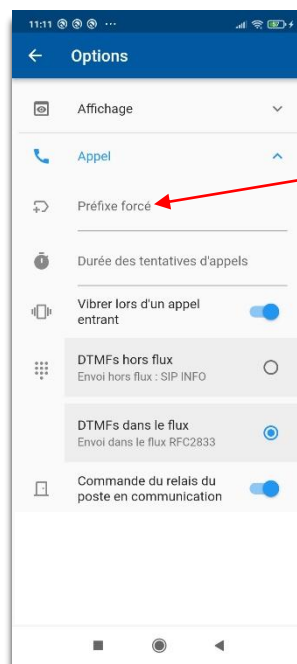 11:11
Options
Affichage
Appel
Préfixe forcé
Durée des tentatives d'appels
Vibrer lors d'un appel
entrant
DTMFs hors flux
Envoi hors flux : SIP INFO
DTMFs dans le flux
Envoi dans le flux RFC2833
Commande du relais du
poste en communication